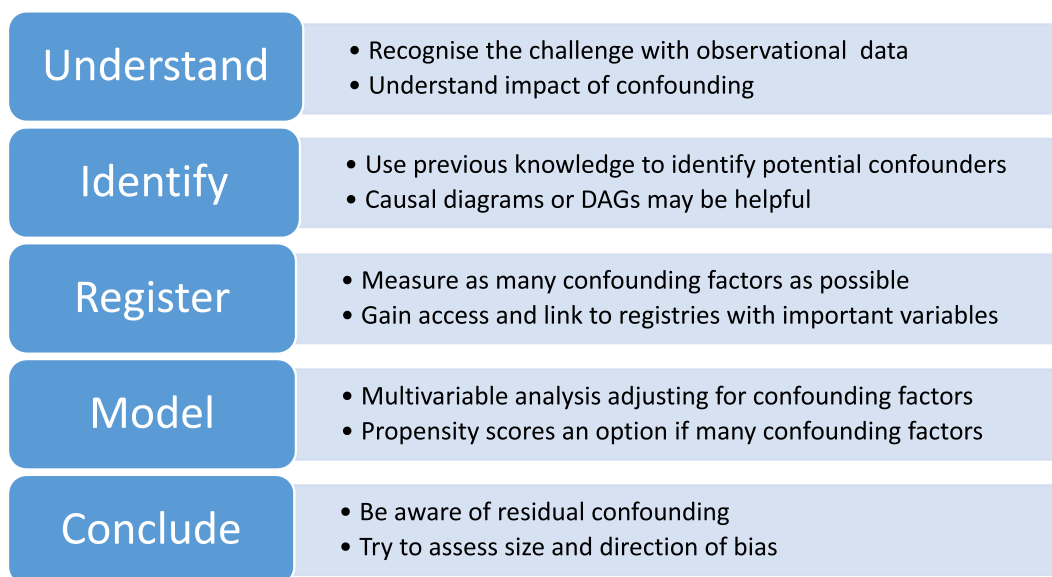 Understand
• Recognise the challenge with observational data
• Understand impact of confounding
Identify
• Use previous knowledge to identify potential confounders
• Causal diagrams or DAGs may be helpful
Register
• Measure as many confounding factors as possible
• Gain access and link to registries with important variables
Model
• Multivariable analysis adjusting for confounding factors
• Propensity scores an option if many confounding factors
Conclude
• Be aware of residual confounding
• Try to assess size and direction of bias